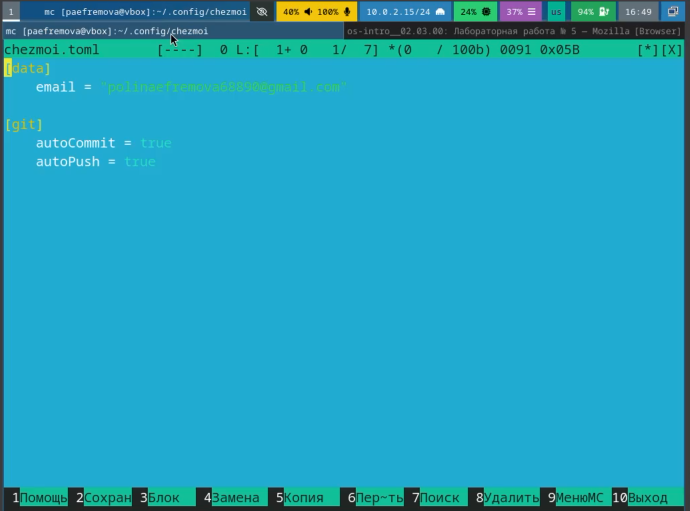 1 mc [paefremova@vbox]:~/.config/chezmoi 40% 100% 10.0.2.15/24 24% 37% us 94% 16:49
mc [paefremova@vbox]:~/.config/chezmoi os-intro__02.03.00: Лабораторная работа № 5 — Mozilla [Browser]
chezmoi.toml [----] 0 L:[ 1+ 0 1/ 7] *(0 / 100b) 0091 0x05B [*][X]
[data]
email = "polinaefremova68890@gmail.com"
[git]
autoCommit = true
autoPush = true
1Помощь 2Сохран 3Блок 4Замена 5Копия 6Пер~ть 7Поиск 8Удалить 9МенюМС 10Выход